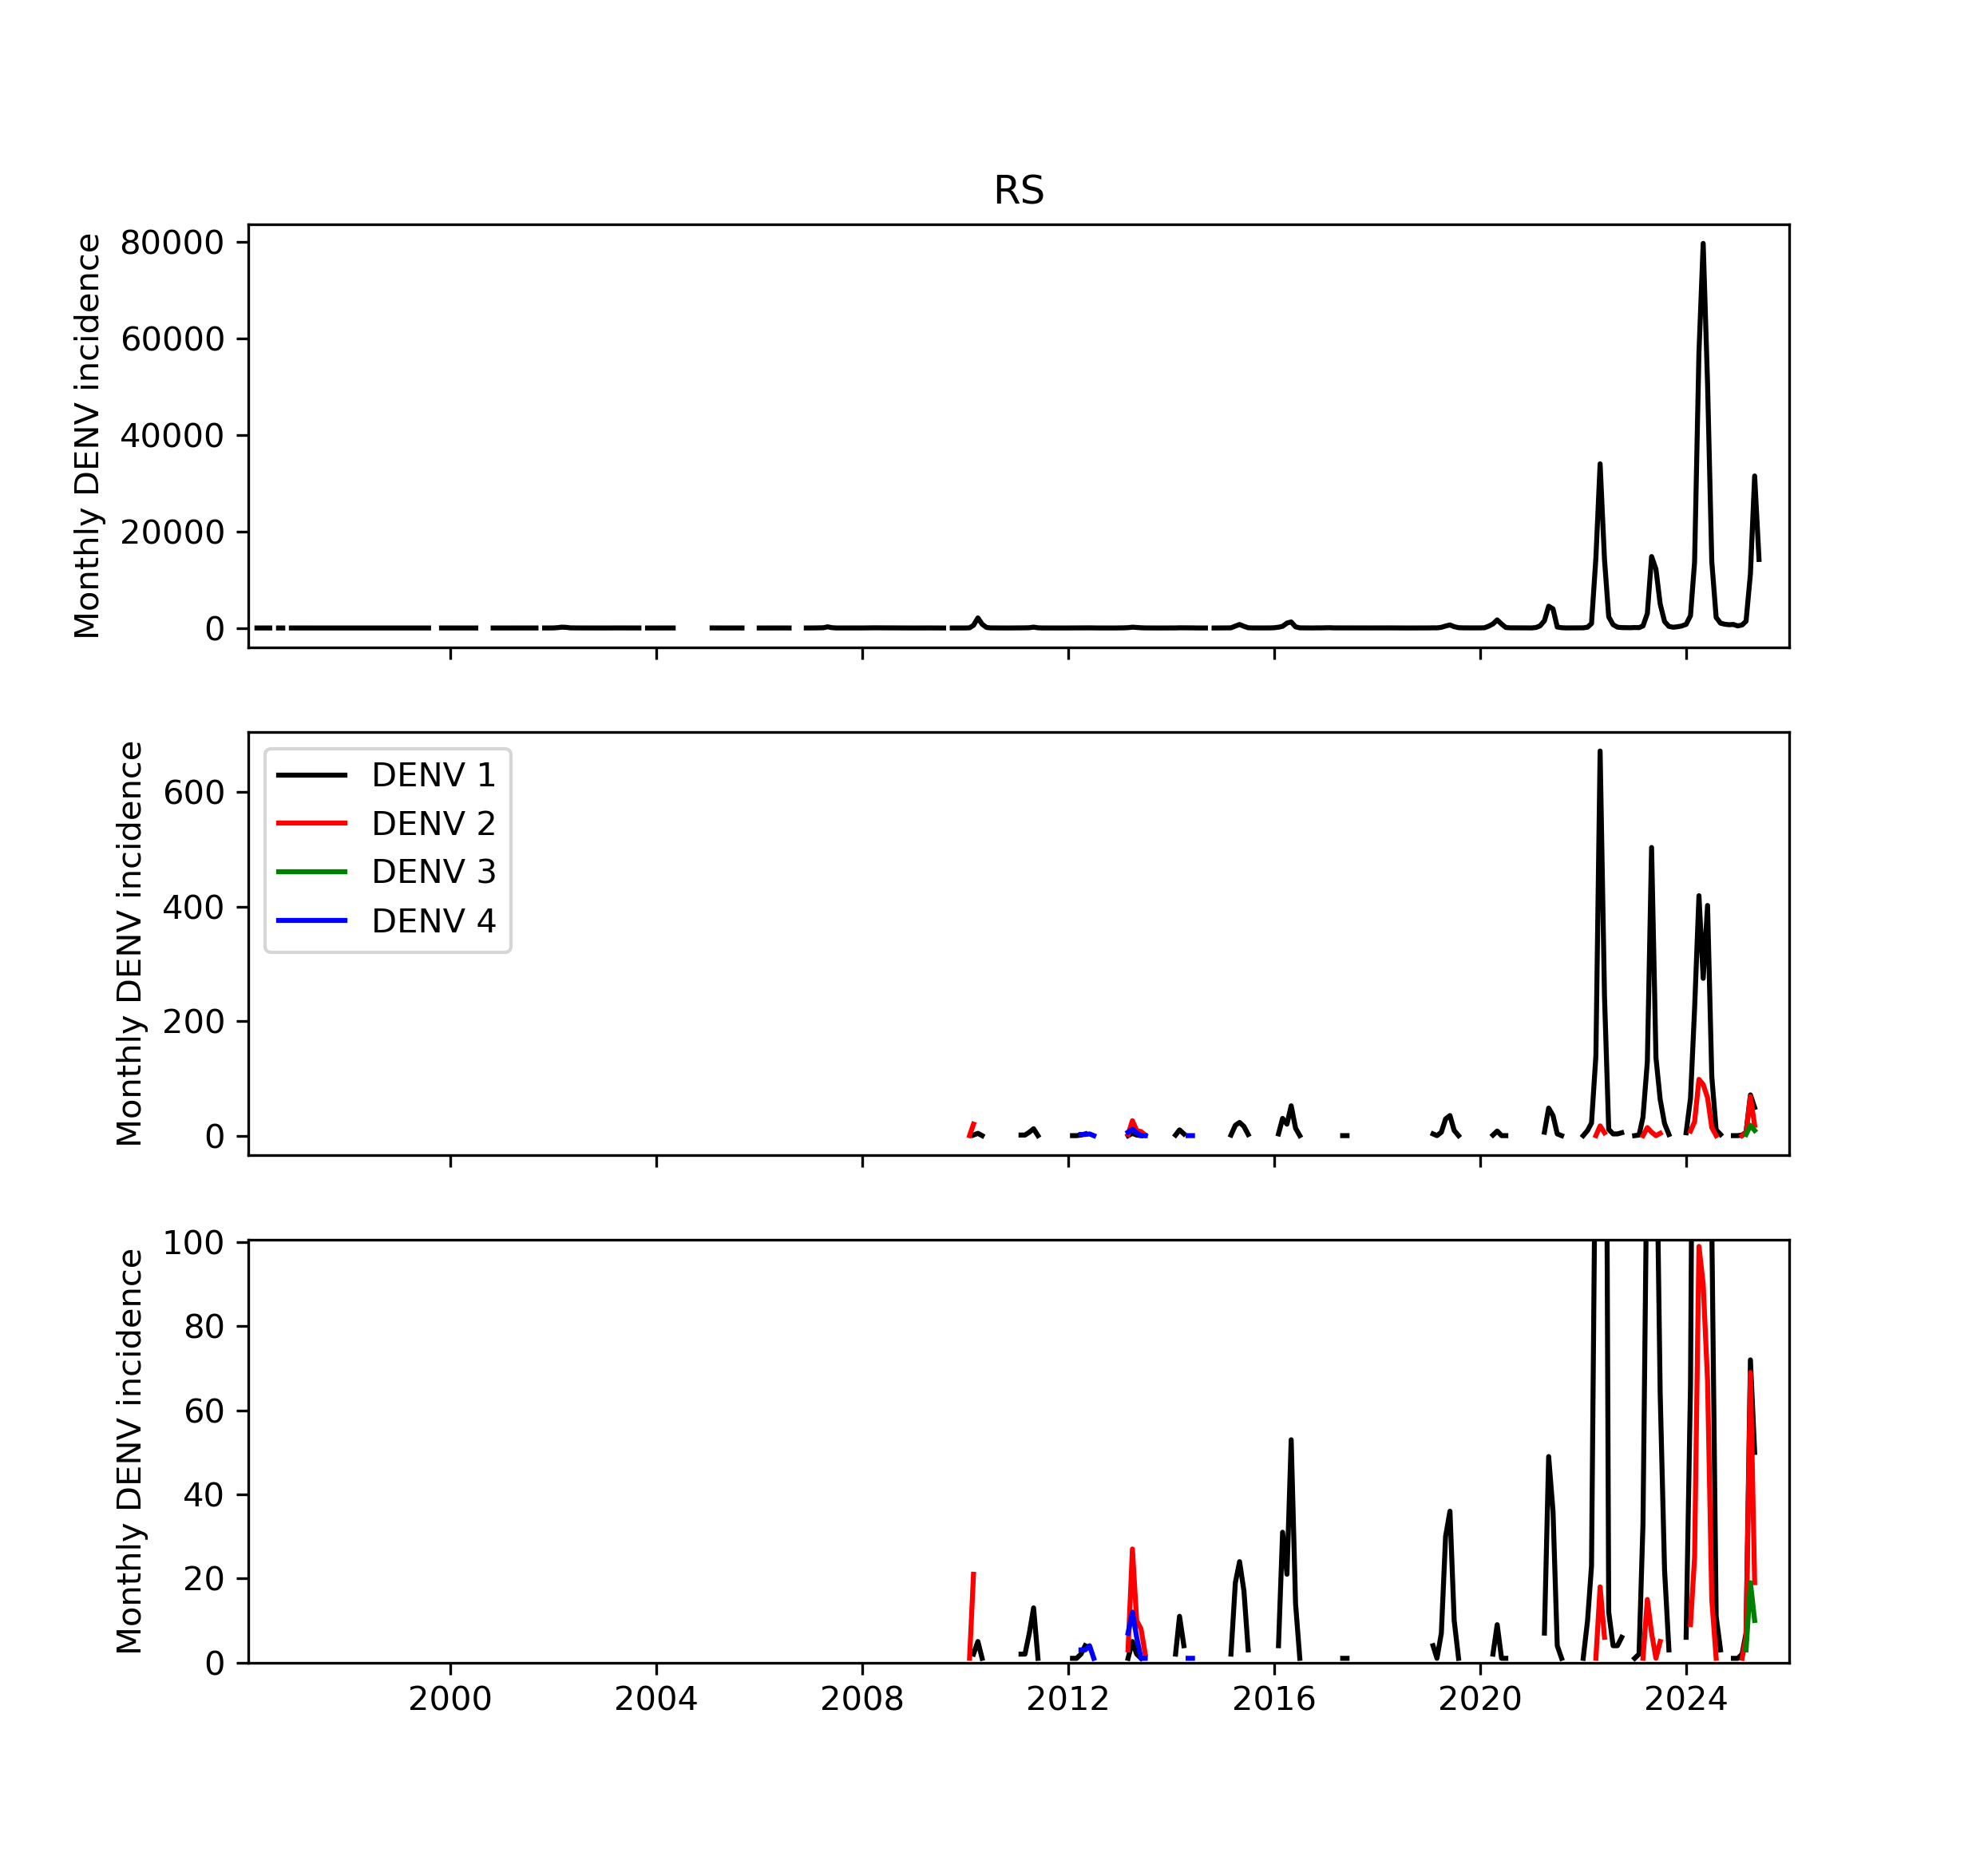 RS
Monthly DENV incidence
80000
60000
40000
20000
0
Monthly DENV incidence
600
400
200
0
DENV 1
DENV 2
DENV 3
DENV 4
Monthly DENV incidence
100
80
60
40
20
0
2000 2004 2008 2012 2016 2020 2024